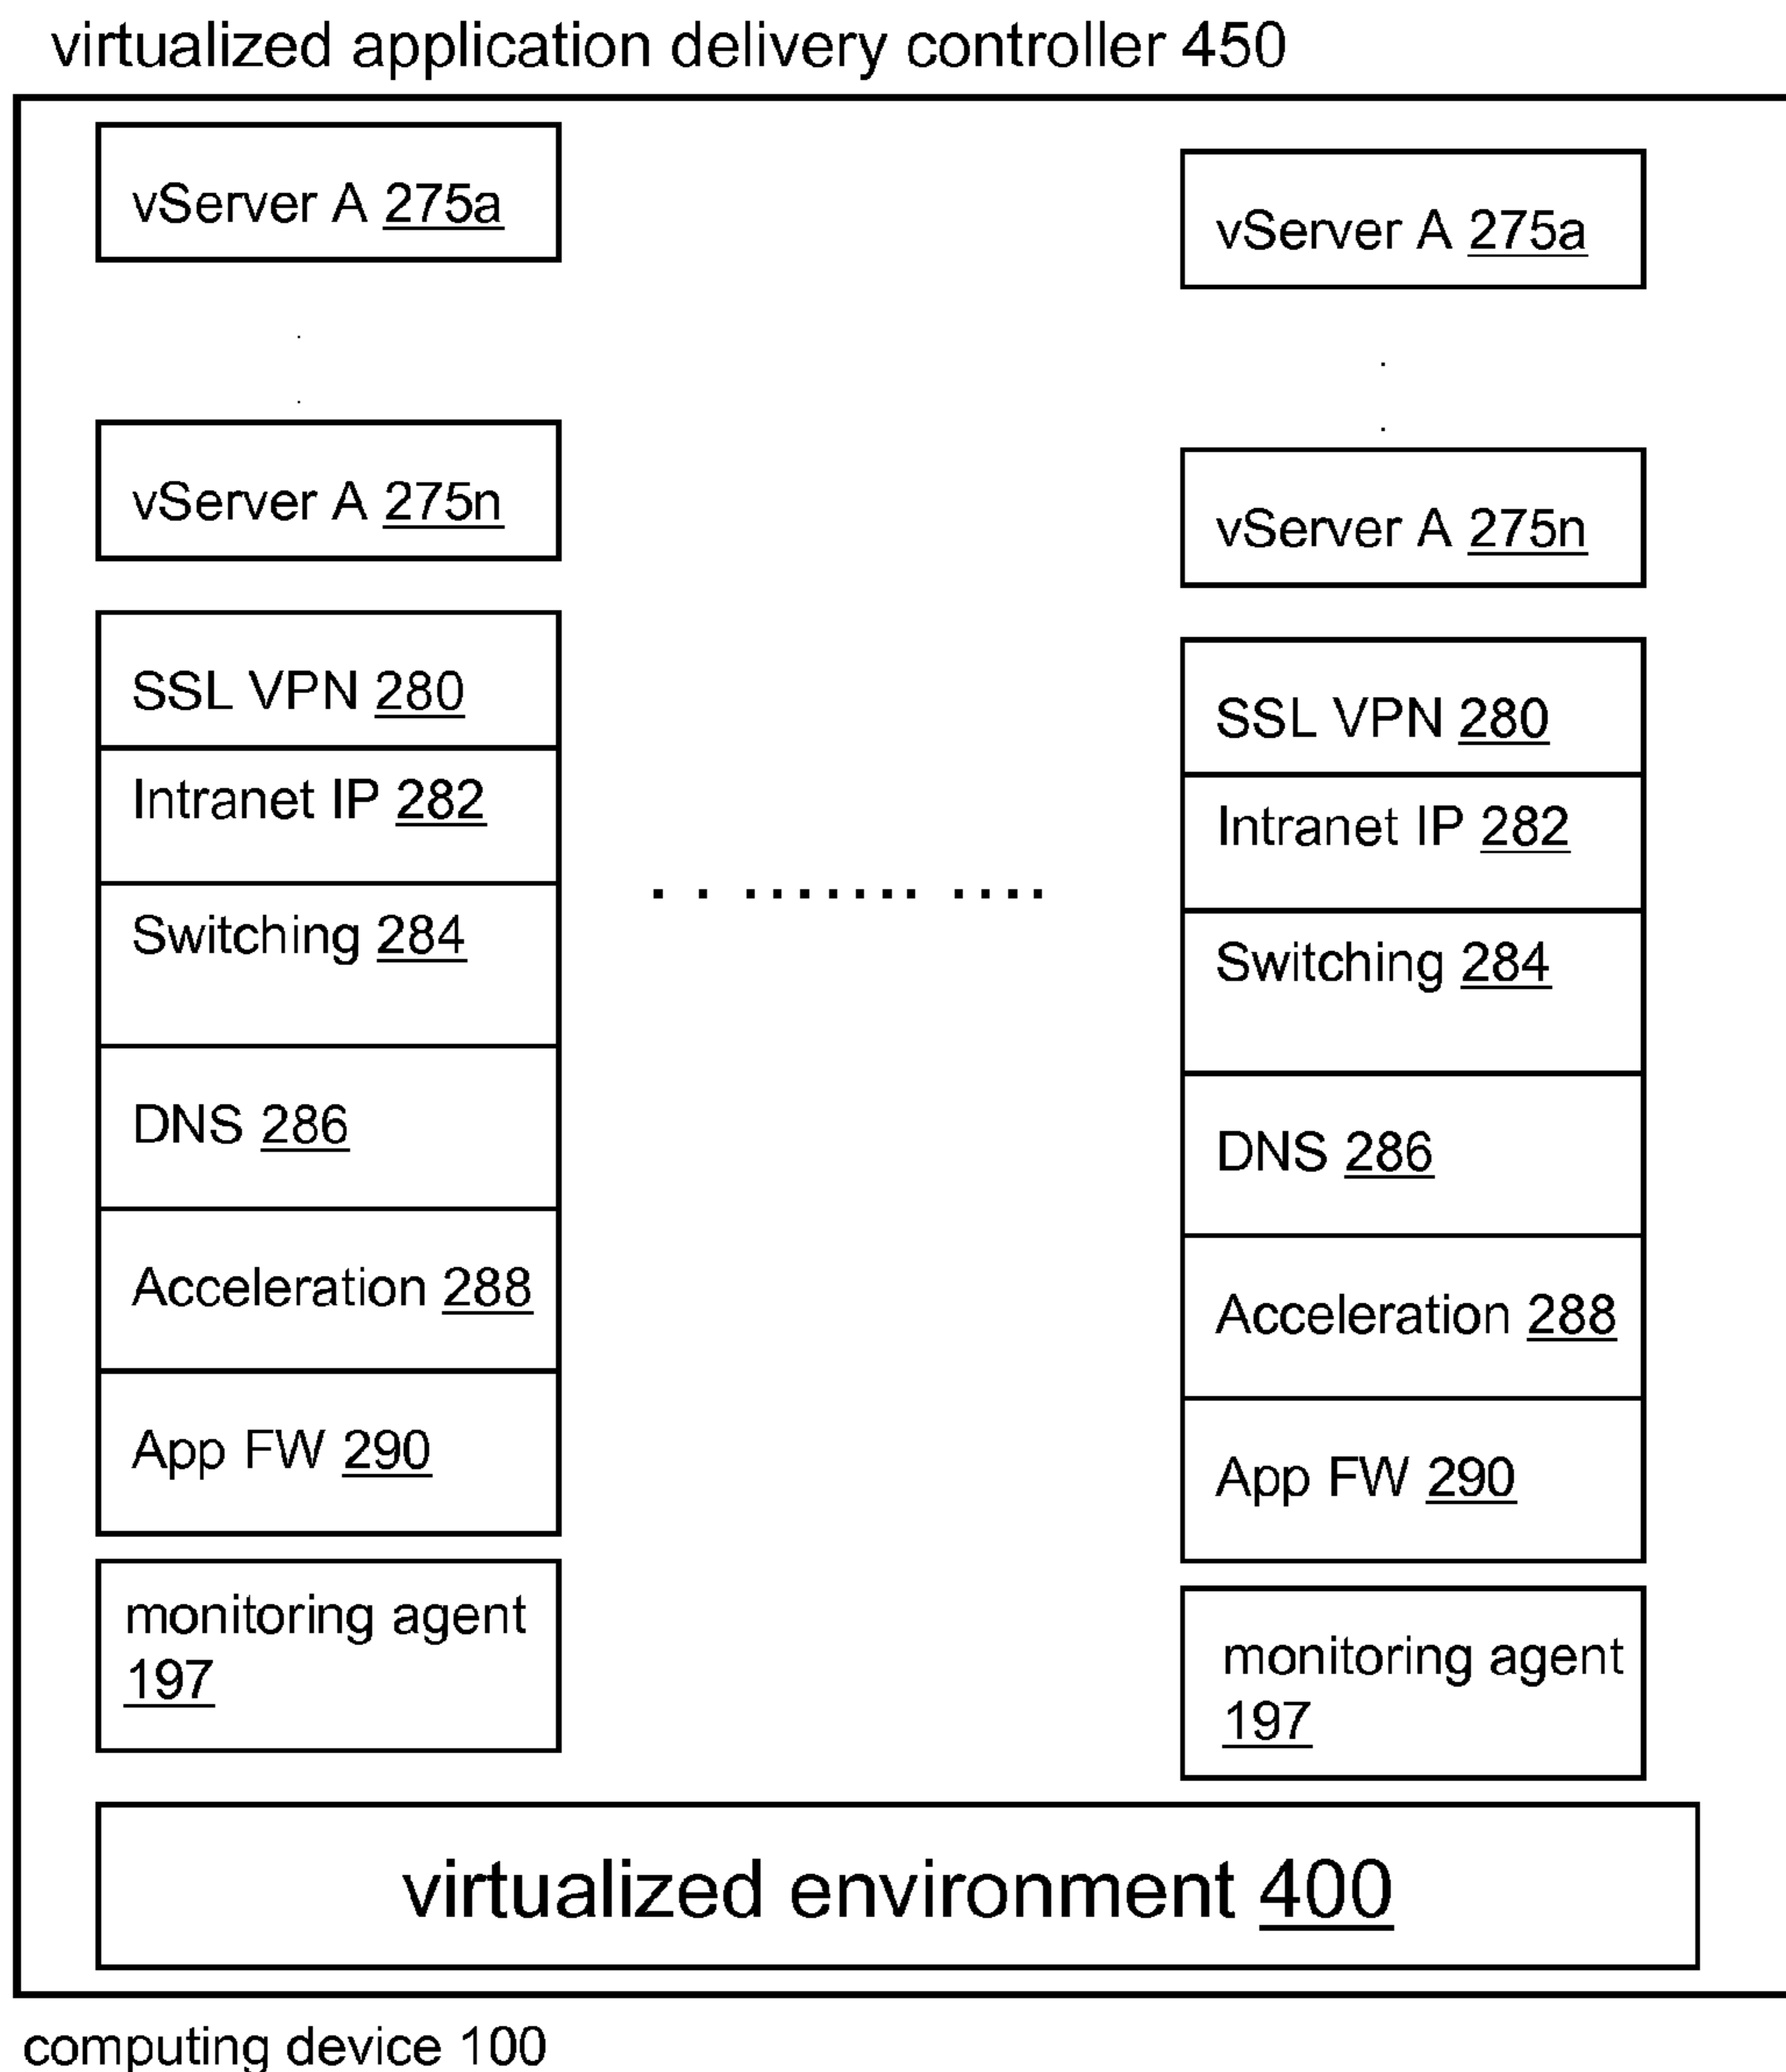 virtualized application delivery controller 450
vServer A 275a
vServer A 275n
SSL VPN 280
Intranet IP 282
Switching 284
DNS 286
Acceleration 288
App FW 290
monitoring agent
197
vServer A 275a
vServer A 275n
SSL VPN 280
Intranet IP 282
Switching 284
DNS 286
Acceleration 288
App FW 290
monitoring agent
197
virtualized environment 400
computing device 100